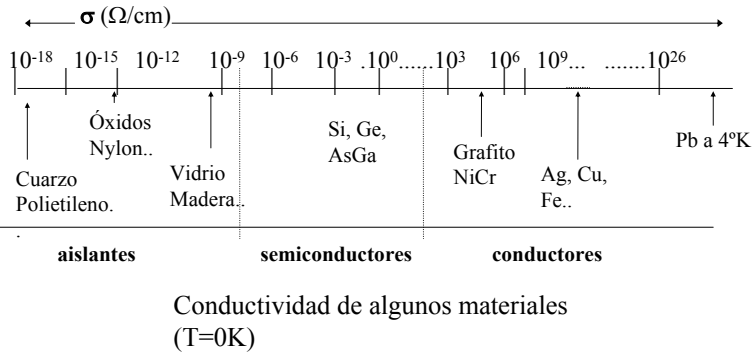 σ (Ω/cm)
10⁻¹⁸ 10⁻¹⁵ 10⁻¹² 10⁻⁹ 10⁻⁶ 10⁻³ .10⁰......10³ 10⁶ 10⁹... .......10²⁶
Óxidos
Nylon..
Cuarzo
Polietileno.
.
Vidrio
Madera..
Si, Ge,
AsGa
Grafito
NiCr
Ag, Cu,
Fe..
Pb a 4ºK
aislantes semiconductores conductores
Conductividad de algunos materiales
(T=0K)